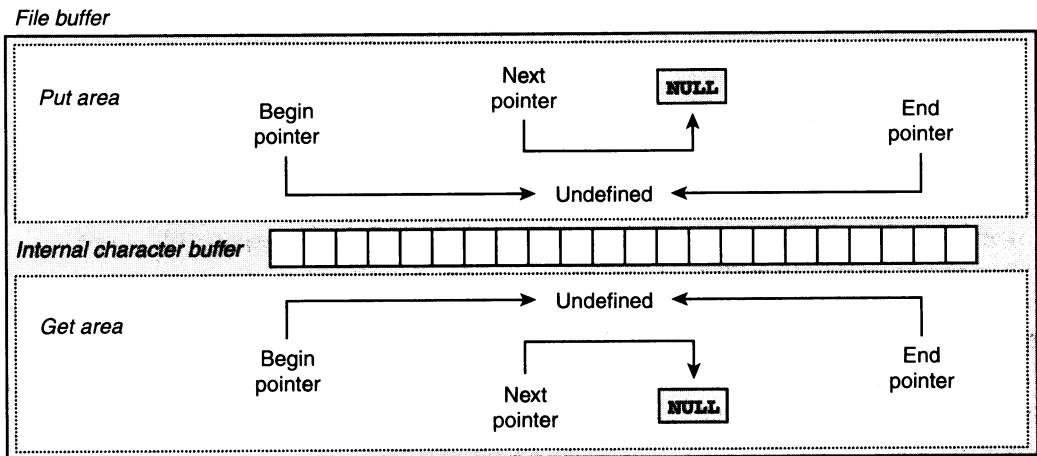 File buffer
Put area
Next
pointer
NULL
Begin
pointer
End
pointer
Undefined
Internal character buffer
Undefined
Get area
Begin
pointer
Next
pointer
NULL
End
pointer